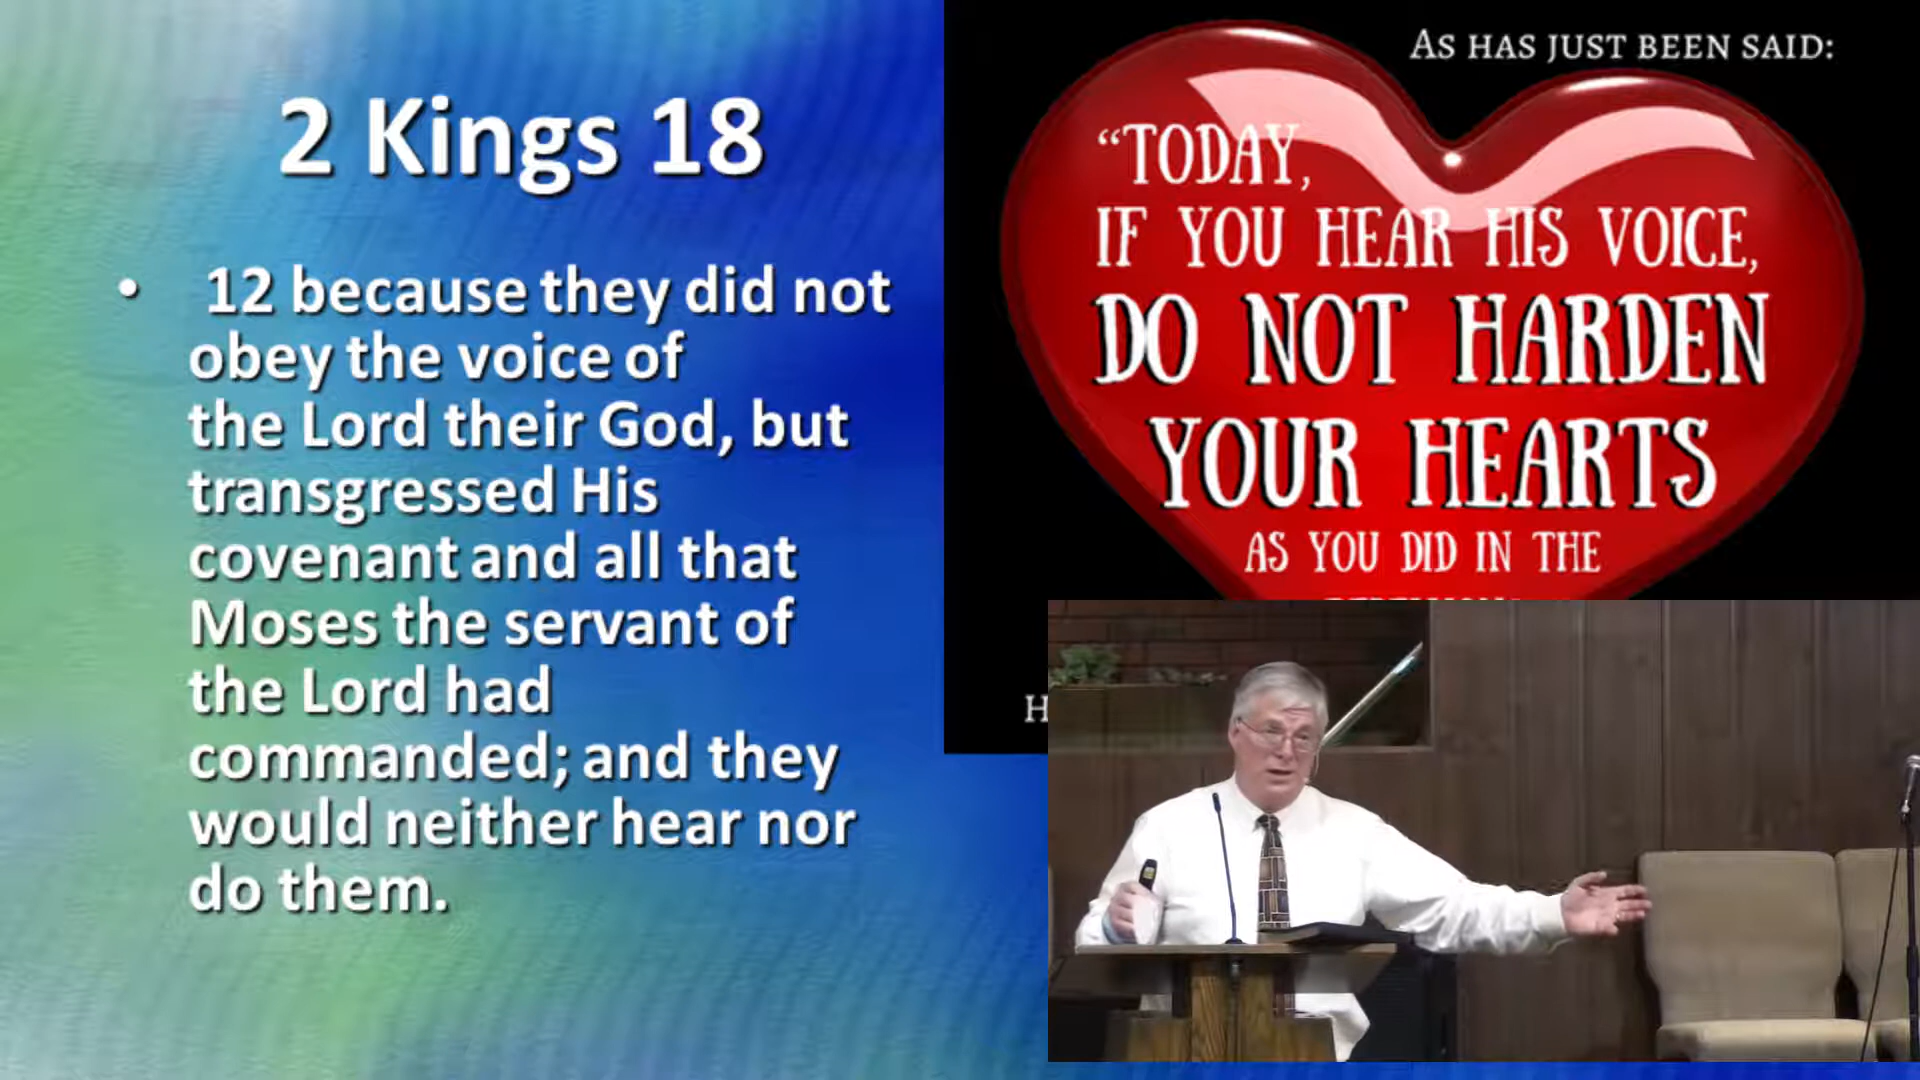 2 Kings 18
• 12 because they did not
obey the voice of
the Lord their God, but
transgressed His
covenant and all that
Moses the servant of
the Lord had
commanded; and they
would neither hear nor
do them.
As has just been said:
“TODAY,
IF YOU HEAR HIS VOICE,
DO NOT HARDEN
YOUR HEARTS
AS YOU DID IN THE